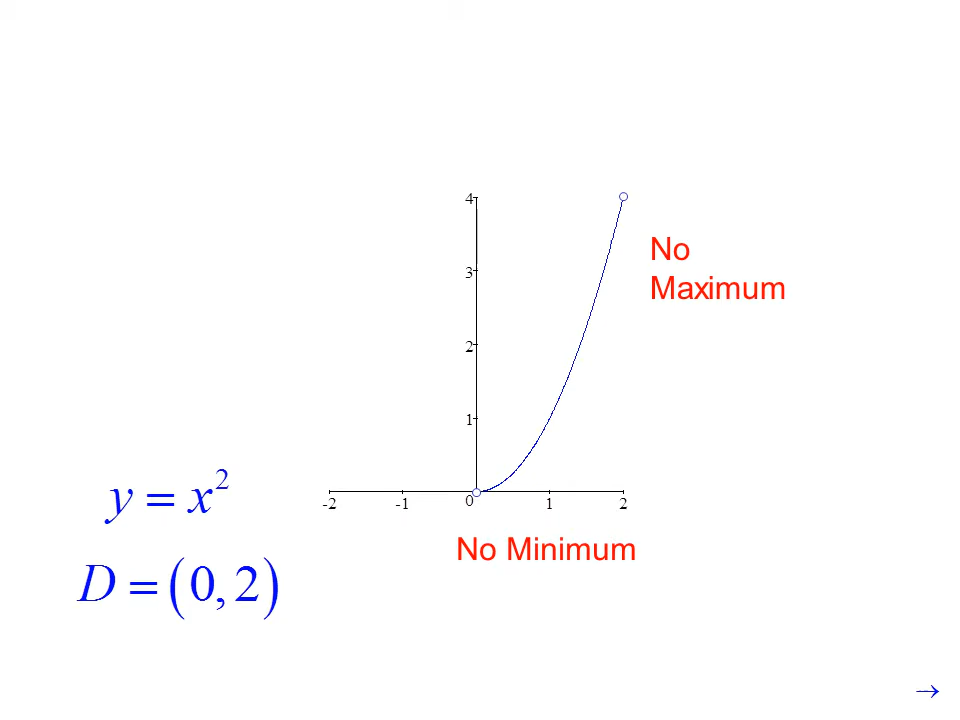 4
No
3
Maximum
2
1
y = x²
-2 -1 0 1 2
No Minimum
D = (0, 2)
→